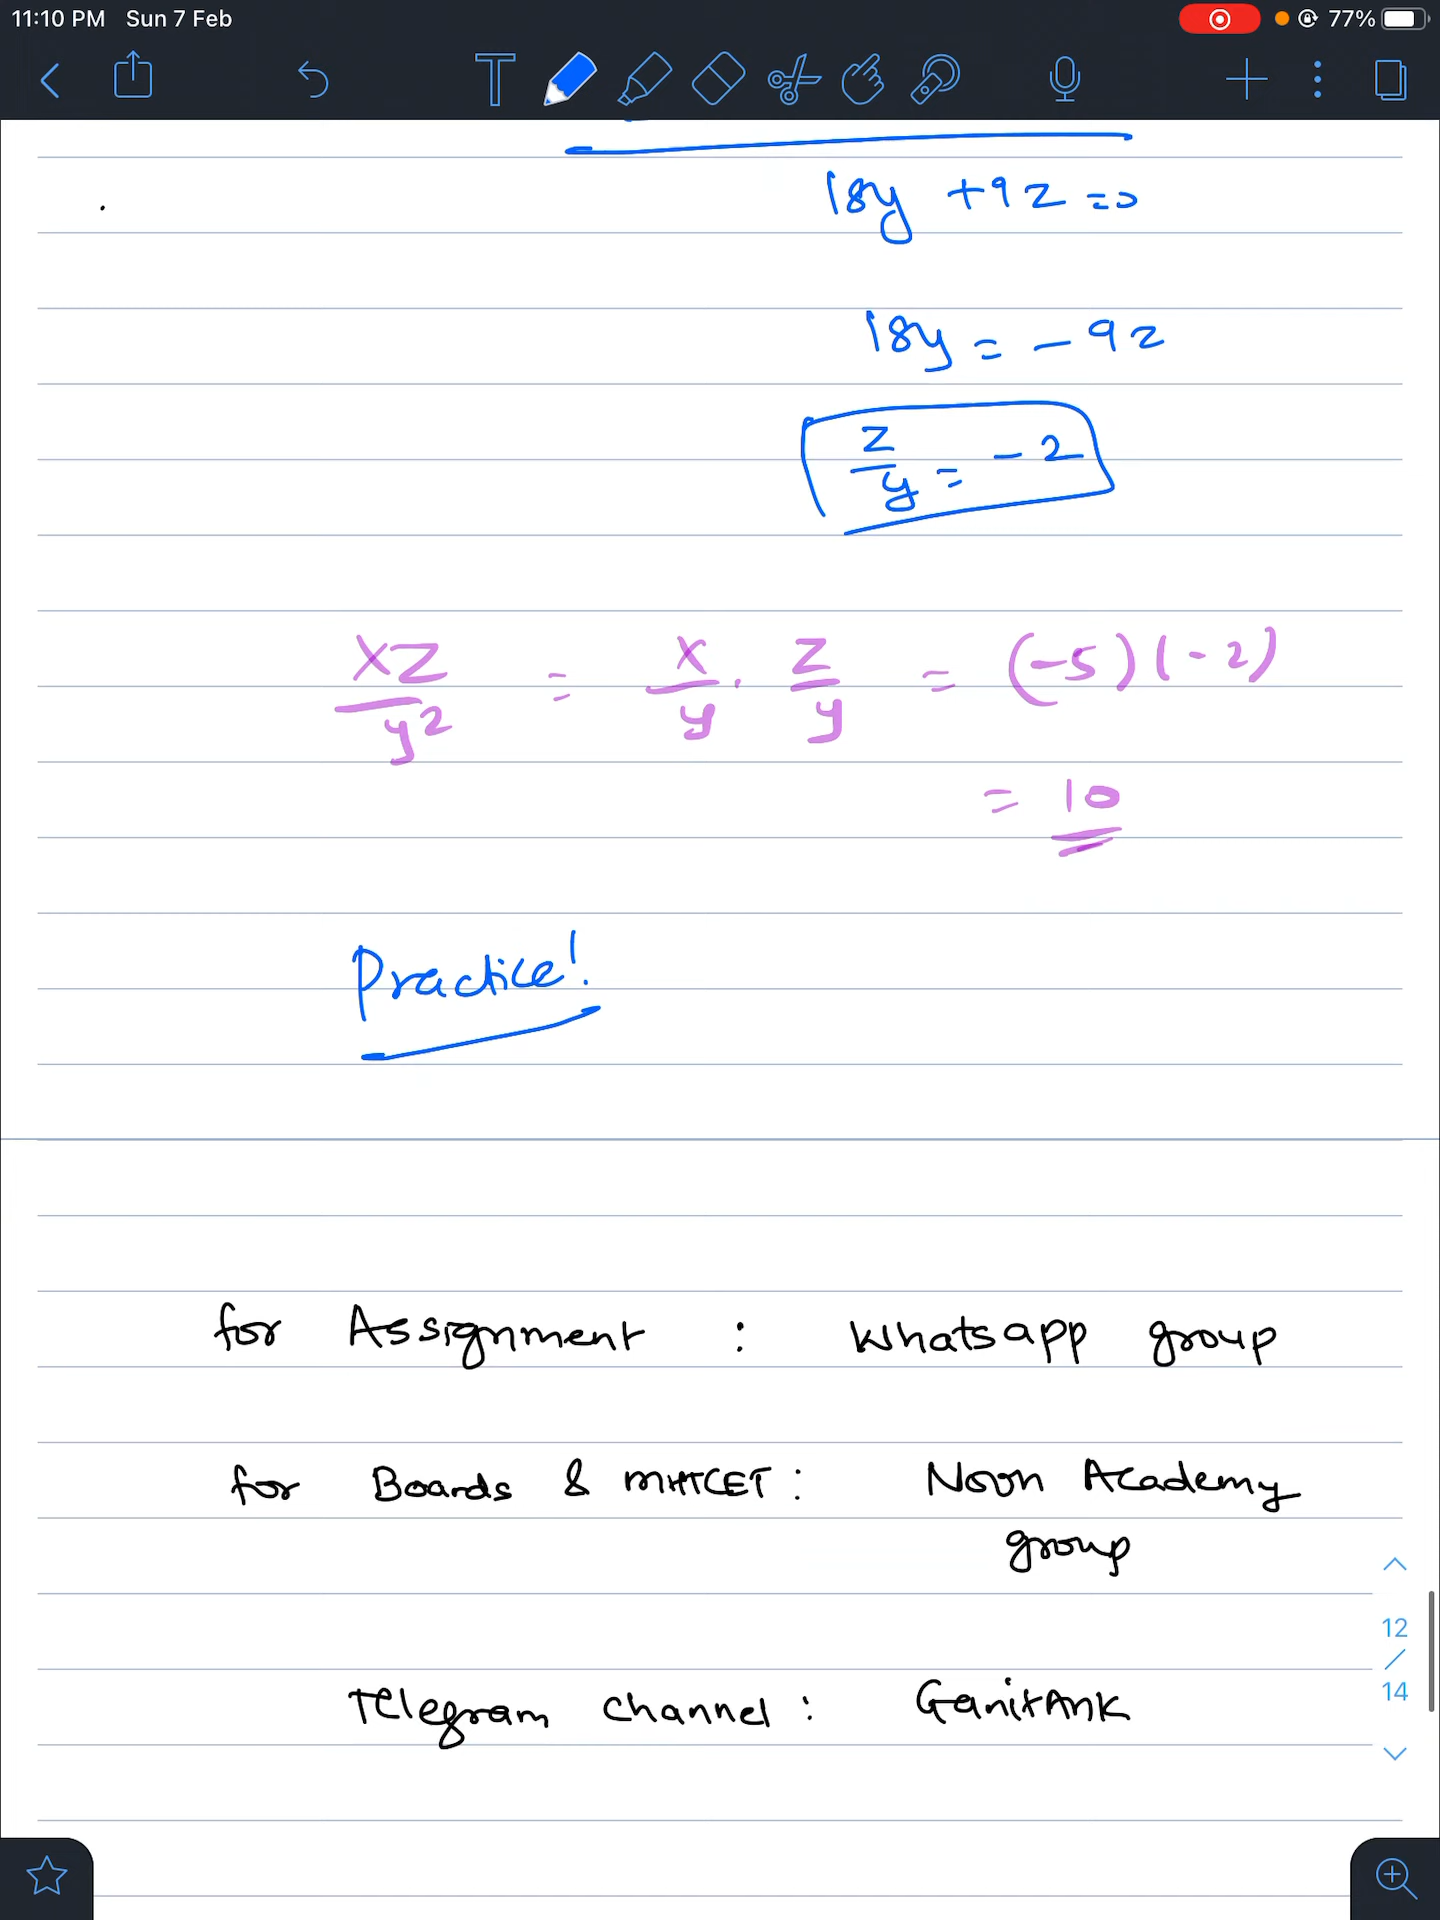 11:10 PM Sun 7 Feb 77%
T
18y + 9z = 0
18y = - 9z
z/y = - 2
xz/y² = x/y . z/y = (-5)(-2)
= 10
Practice!
for Assignment : Whatsapp group
for Boards & MHTCET : Noon Academy
group
Telegram channel : GanitAnk
12
/
14